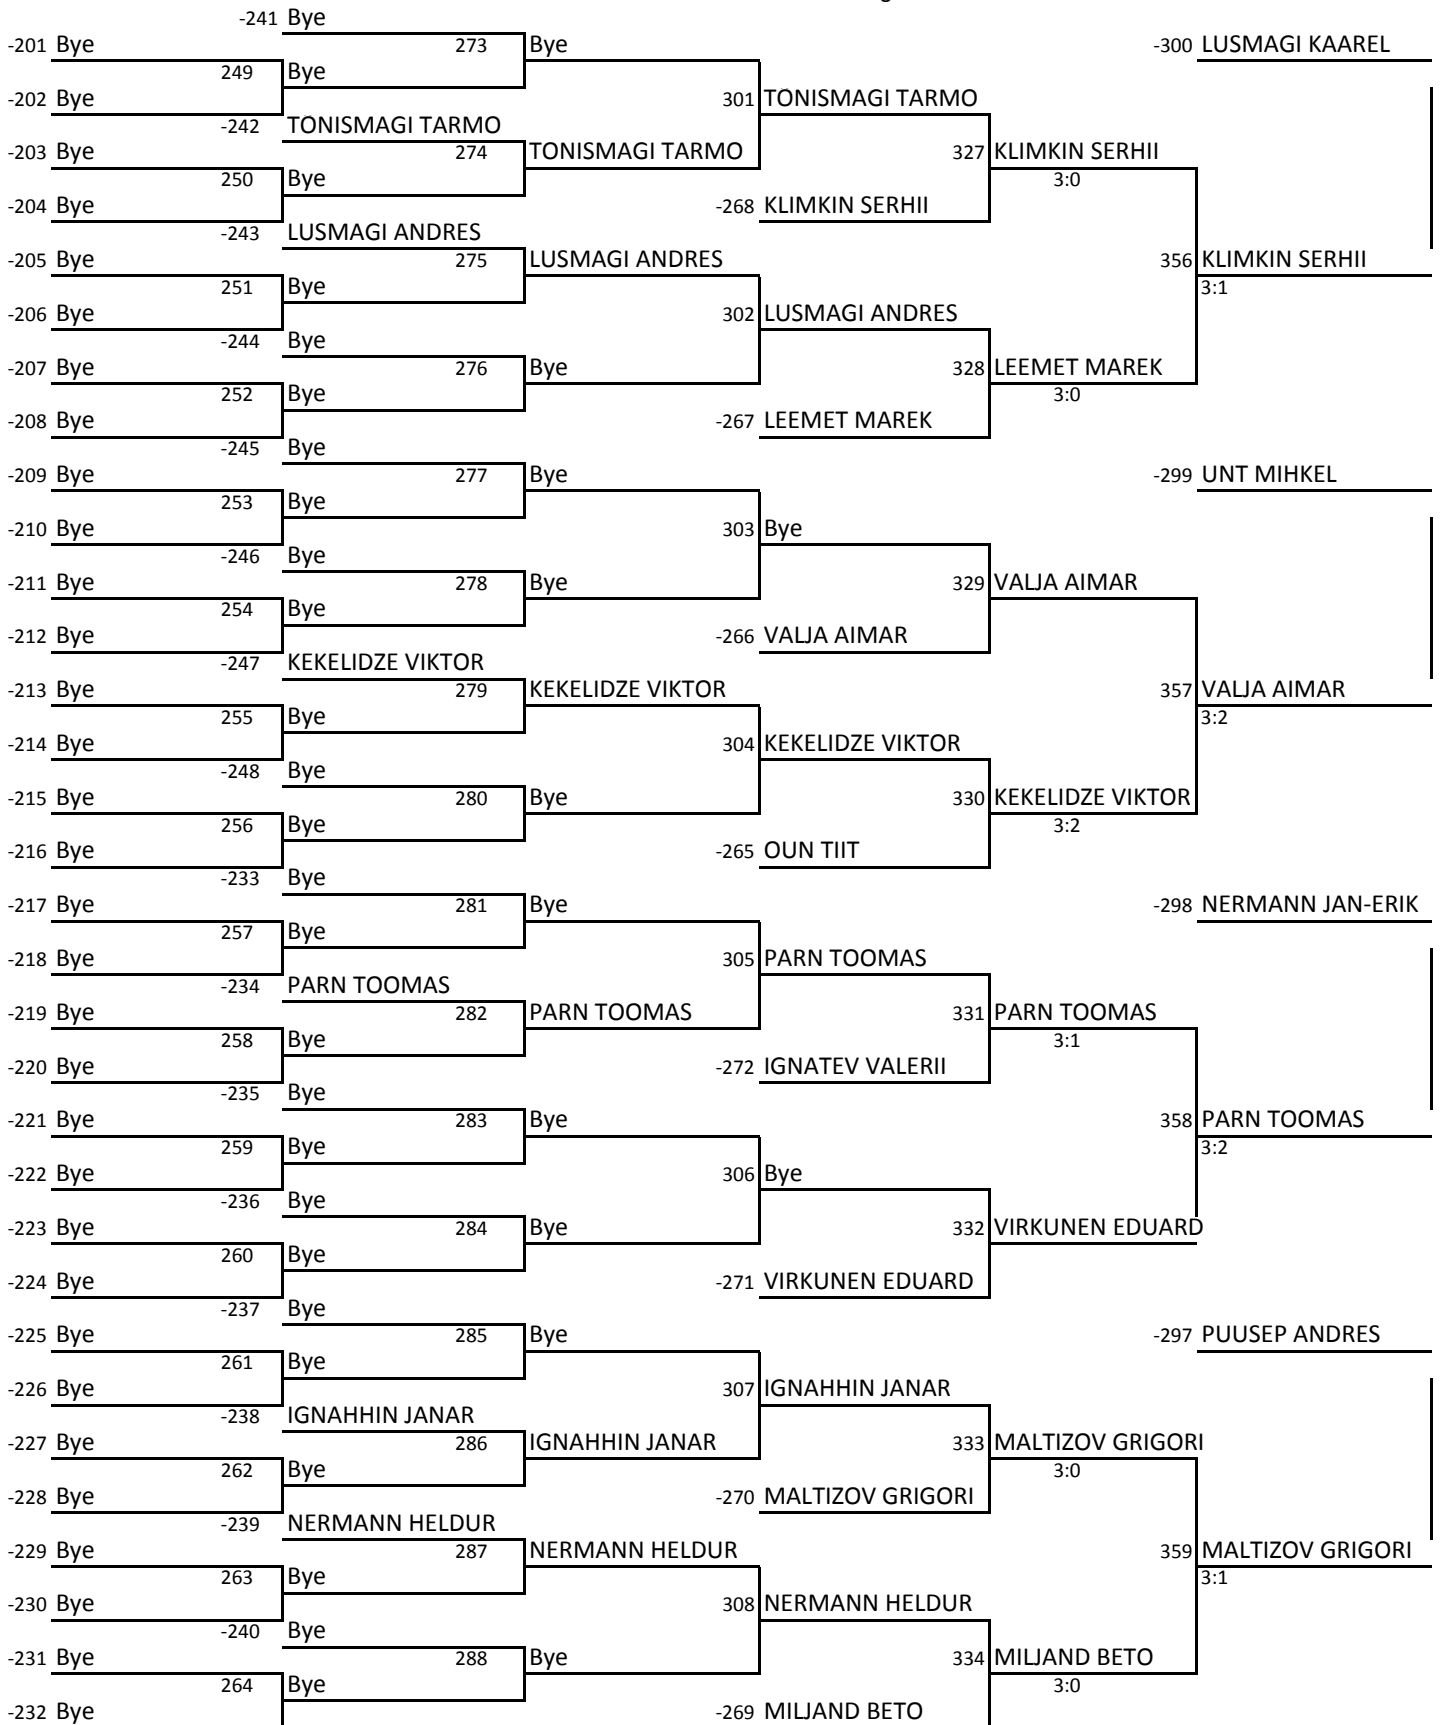 -241 Bye
-201 Bye 273 Bye -300 LUSMAGI KAAREL
249 Bye
-202 Bye 301 TONISMAGI TARMO
-242 TONISMAGI TARMO
-203 Bye 274 TONISMAGI TARMO 327 KLIMKIN SERHII
250 Bye 3:0
-204 Bye -268 KLIMKIN SERHII
-243 LUSMAGI ANDRES
-205 Bye 275 LUSMAGI ANDRES 356 KLIMKIN SERHII
251 Bye 3:1
-206 Bye 302 LUSMAGI ANDRES
-244 Bye
-207 Bye 276 Bye 328 LEEMET MAREK
252 Bye 3:0
-208 Bye -267 LEEMET MAREK
-245 Bye
-209 Bye 277 Bye -299 UNT MIHKEL
253 Bye
-210 Bye 303 Bye
-246 Bye
-211 Bye 278 Bye 329 VALJA AIMAR
254 Bye
-212 Bye -266 VALJA AIMAR
-247 KEKELIDZE VIKTOR
-213 Bye 279 KEKELIDZE VIKTOR 357 VALJA AIMAR
255 Bye 3:2
-214 Bye 304 KEKELIDZE VIKTOR
-248 Bye
-215 Bye 280 Bye 330 KEKELIDZE VIKTOR
256 Bye 3:2
-216 Bye -265 OUN TIIT
-233 Bye
-217 Bye 281 Bye -298 NERMANN JAN-ERIK
257 Bye
-218 Bye 305 PARN TOOMAS
-234 PARN TOOMAS
-219 Bye 282 PARN TOOMAS 331 PARN TOOMAS
258 Bye 3:1
-220 Bye -272 IGNATEV VALERII
-235 Bye
-221 Bye 283 Bye 358 PARN TOOMAS
259 Bye 3:2
-222 Bye 306 Bye
-236 Bye
-223 Bye 284 Bye 332 VIRKUNEN EDUARD
260 Bye
-224 Bye -271 VIRKUNEN EDUARD
-237 Bye
-225 Bye 285 Bye -297 PUUSEP ANDRES
261 Bye
-226 Bye 307 IGNAHHIN JANAR
-238 IGNAHHIN JANAR
-227 Bye 286 IGNAHHIN JANAR 333 MALTIZOV GRIGORI
262 Bye 3:0
-228 Bye -270 MALTIZOV GRIGORI
-239 NERMANN HELDUR
-229 Bye 287 NERMANN HELDUR 359 MALTIZOV GRIGORI
263 Bye 3:1
-230 Bye 308 NERMANN HELDUR
-240 Bye
-231 Bye 288 Bye 334 MILJAND BETO
264 Bye 3:0
-232 Bye -269 MILJAND BETO